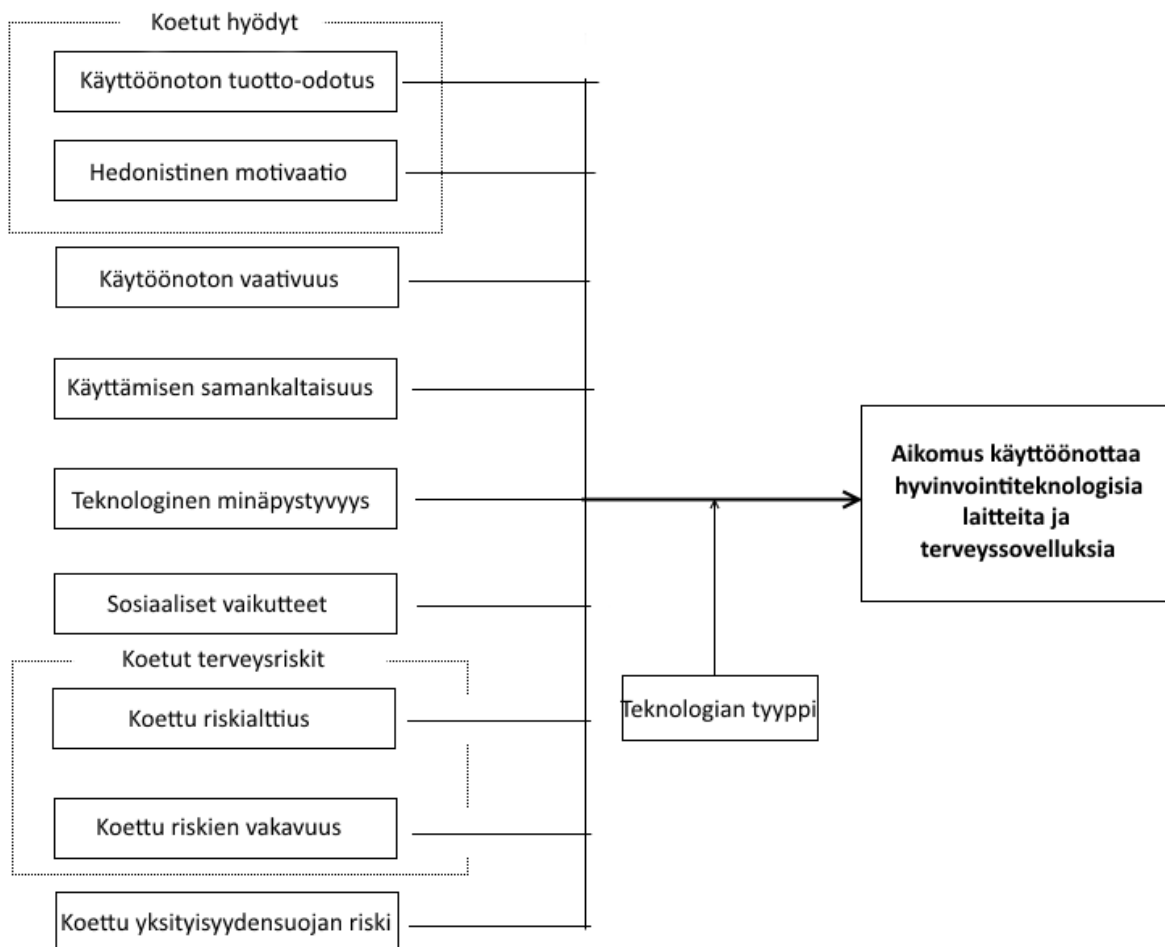 Koetut hyödyt
Käyttöönoton tuotto-odotus
Hedonistinen motivaatio
Käytöönoton vaativuus
Käyttämisen samankaltaisuus
Teknologinen minäpystyvyys
Sosiaaliset vaikutteet
Koetut terveysriskit
Koettu riskialttius
Koettu riskien vakavuus
Koettu yksityisyydensuojan riski
Teknologian tyyppi
Aikomus käyttöönottaa
hyvinvointiteknologisia
laitteita ja
terveyssovelluksia